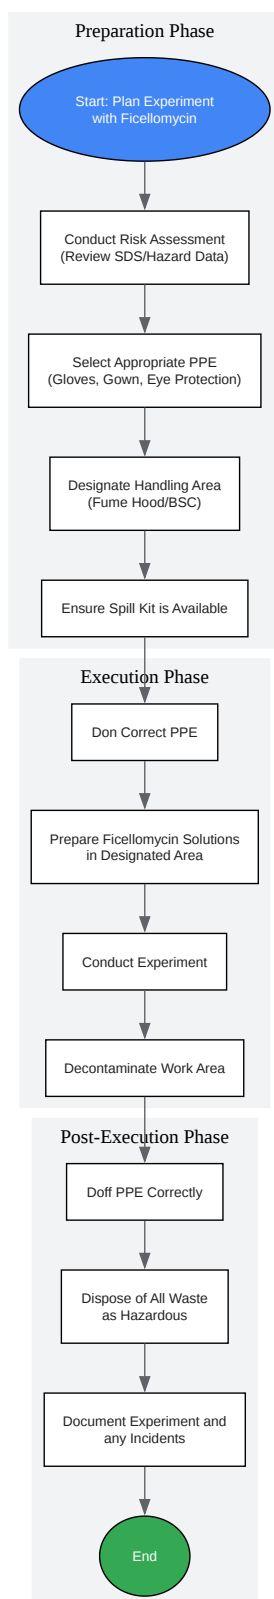 Preparation Phase
Start: Plan Experiment
with Ficellomycin
Conduct Risk Assessment
(Review SDS/Hazard Data)
Select Appropriate PPE
(Gloves, Gown, Eye Protection)
Designate Handling Area
(Fume Hood/BSC)
Ensure Spill Kit is Available
Execution Phase
Don Correct PPE
Prepare Ficellomycin Solutions
in Designated Area
Conduct Experiment
Decontaminate Work Area
Post-Execution Phase
Doff PPE Correctly
Dispose of All Waste
as Hazardous
Document Experiment and
any Incidents
End